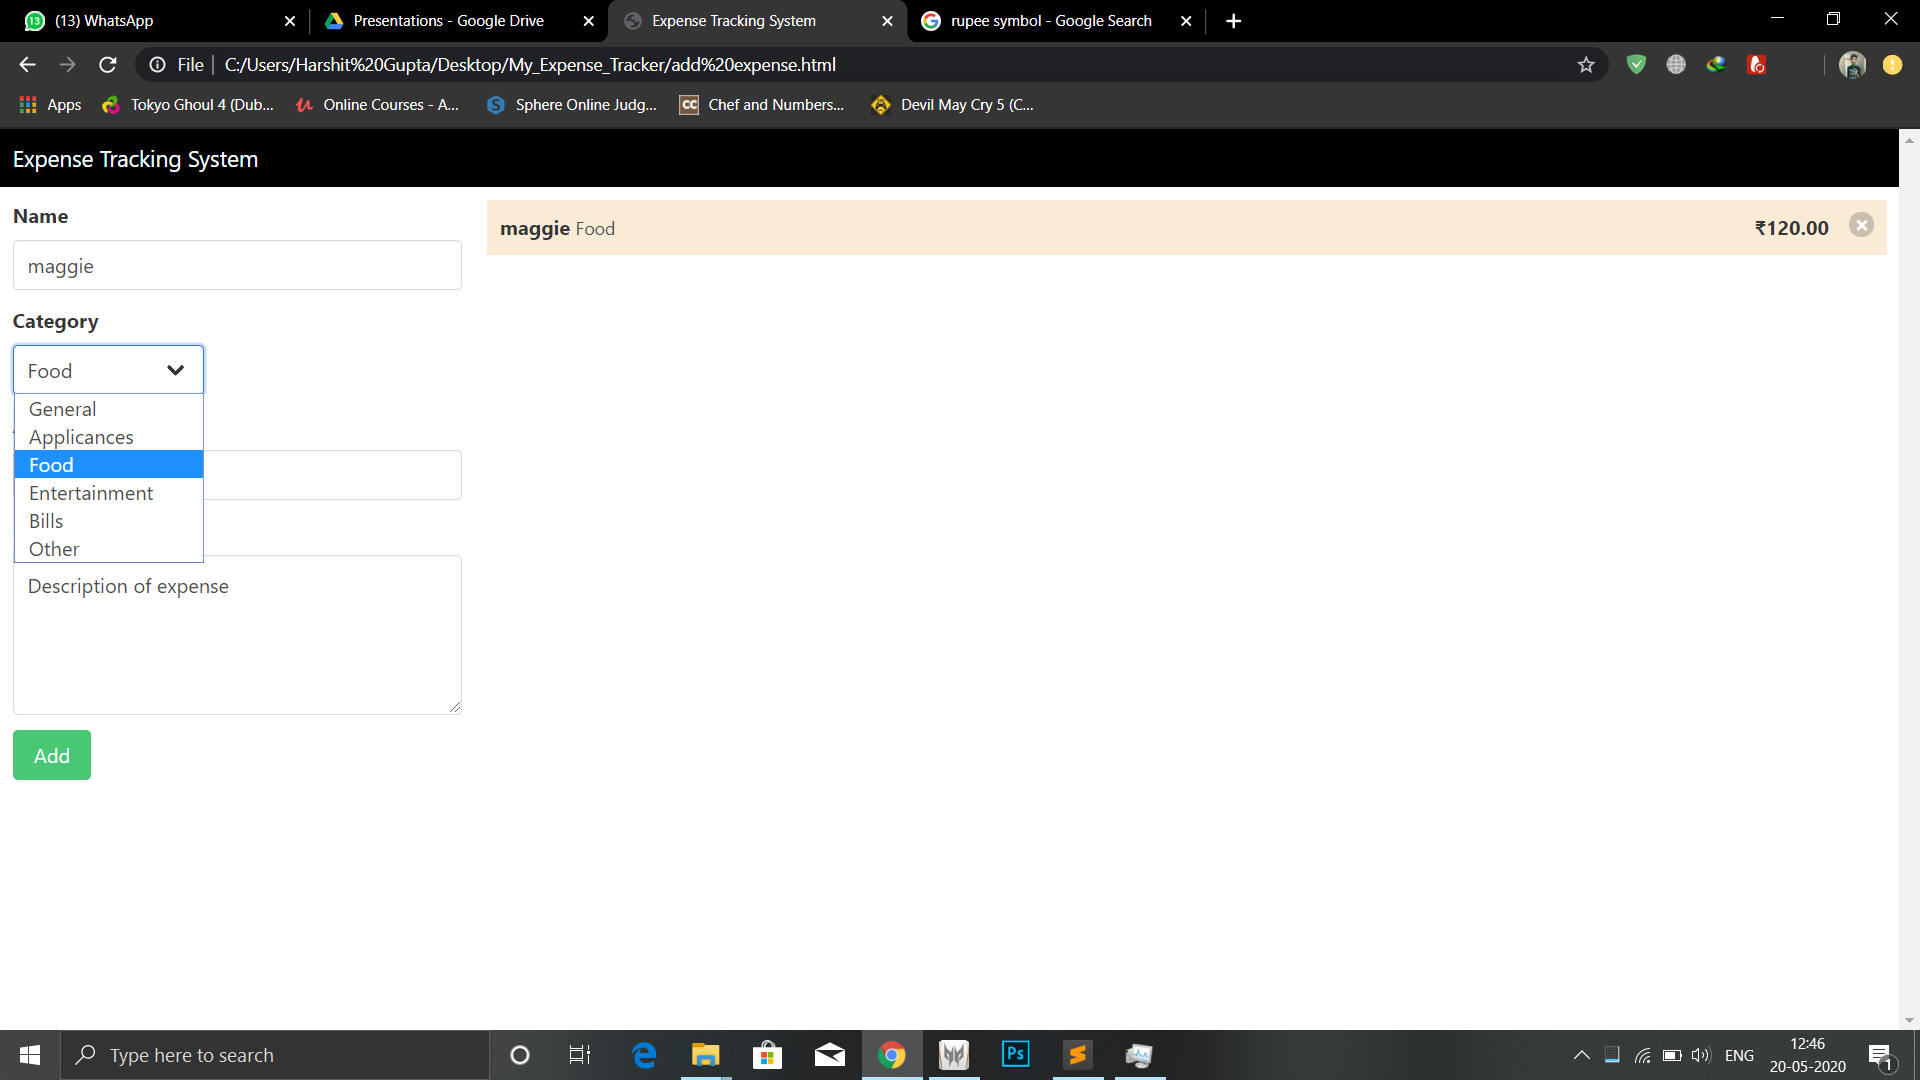 (13) WhatsApp
Presentations - Google Drive
Expense Tracking System
rupee symbol - Google Search
File
C:/Users/Harshit%20Gupta/Desktop/My_Expense_Tracker/add%20expense.html
Apps
Tokyo Ghoul 4 (Dub...
Online Courses - A...
Sphere Online Judg...
CC
Chef and Numbers...
Devil May Cry 5 (C...
Expense Tracking System
Name
maggie
maggie Food
₹120.00
Category
Food
General
Applicances
Food
Entertainment
Bills
Other
Description of expense
Add
Type here to search
Ps
ENG
12:46
20-05-2020
1